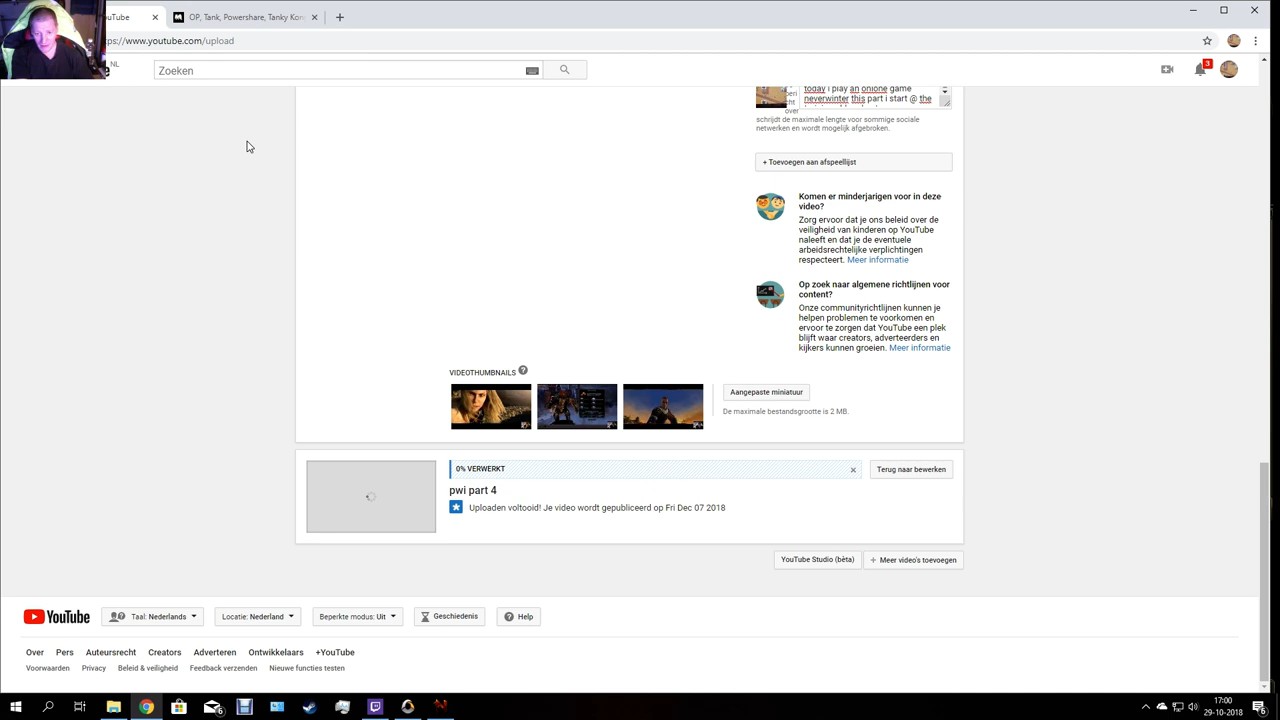 YouTube
OP, Tank, Powershare, Tanky Kon
ps://www.youtube.com/upload
NL
Zoeken
3
today i play an onlone game
neverwinter this part i start @ the
peri
cht
over
schrijdt de maximale lengte voor sommige sociale
netwerken en wordt mogelijk afgebroken.
+ Toevoegen aan afspeellijst
Komen er minderjarigen voor in deze
video?
Zorg ervoor dat je ons beleid over de
veiligheid van kinderen op YouTube
naleeft en dat je de eventuele
arbeidsrechtelijke verplichtingen
respecteert. Meer informatie
Op zoek naar algemene richtlijnen voor
content?
Onze communityrichtlijnen kunnen je
helpen problemen te voorkomen en
ervoor te zorgen dat YouTube een plek
blijft waar creators, adverteerders en
kijkers kunnen groeien. Meer informatie
VIDEOTHUMBNAILS ?
Aangepaste miniatuur
De maximale bestandsgrootte is 2 MB.
0% VERWERKT
Terug naar bewerken
pwi part 4
Uploaden voltooid! Je video wordt gepubliceerd op Fri Dec 07 2018
YouTube Studio (bèta)
+ Meer video's toevoegen
YouTube
Taal: Nederlands
Locatie: Nederland
Beperkte modus: Uit
Geschiedenis
Help
Over Pers Auteursrecht Creators Adverteren Ontwikkelaars +YouTube
Voorwaarden Privacy Beleid & veiligheid Feedback verzenden Nieuwe functies testen
6
17:00
29-10-2018
6